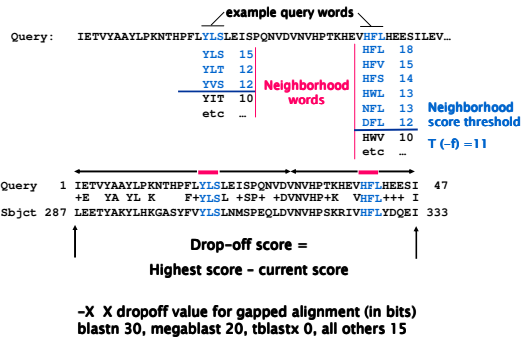 example query words
Query: IETVYAAYLPKNTHPFLYLSLEISPQNVDVNVHPTKHEVHFLHEESILEV…
YLS 15
YLT 12
YVS 12
YIT 10
etc …
Neighborhood words
HFL 18
HFV 15
HFS 14
HWL 13
NFL 13
DFL 12
HWV 10
etc …
Neighborhood score threshold
T (–f) =11
Query 1 IETVYAAYLPKNTHPFLYLSLEISPQNVDVNVHPTKHEVHFLHEESI 47
+E YA YL K F+YLSL +SP+ +DVNVHP+K VHFL+++ I
Sbjct 287 LEETYAKYLHKGASYFVYLSLNMSPEQLDVNVHPSKRIVHFLYDQEI 333
Drop-off score =
Highest score – current score
–X X dropoff value for gapped alignment (in bits)
blastn 30, megablast 20, tblastx 0, all others 15